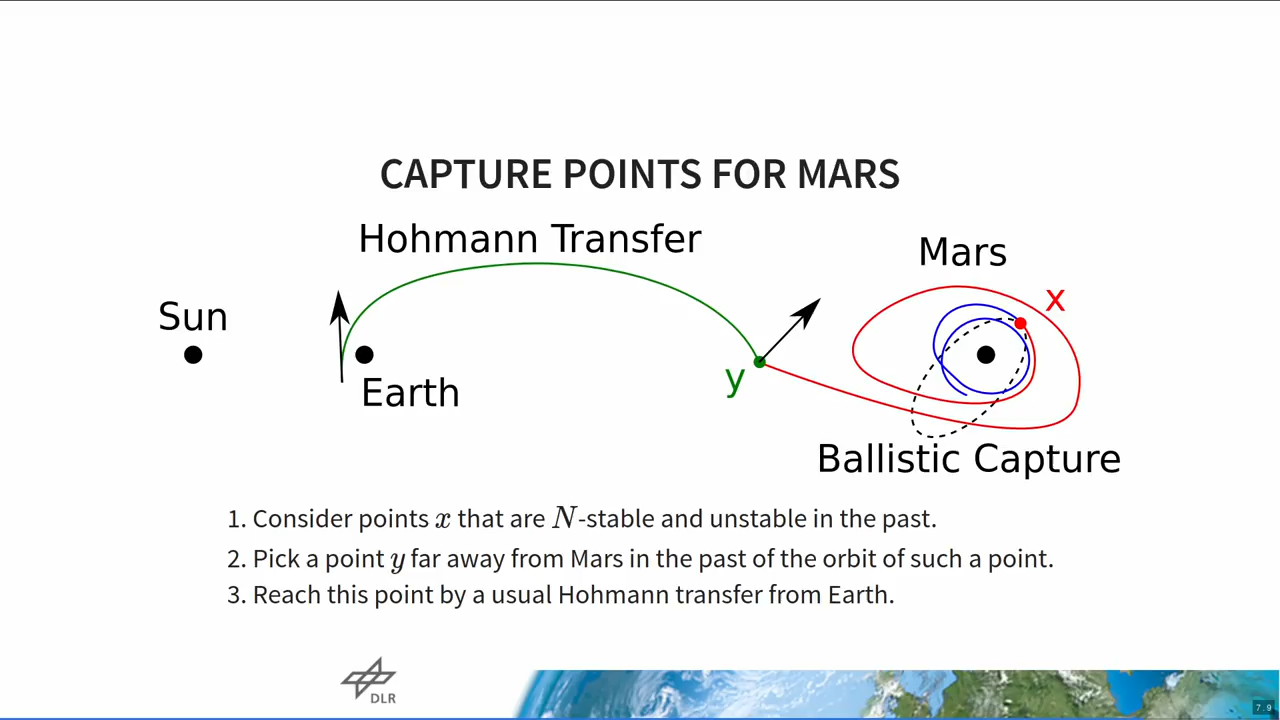 CAPTURE POINTS FOR MARS
Hohmann Transfer
Mars
x
Sun
Earth
y
Ballistic Capture
1. Consider points x that are N-stable and unstable in the past.
2. Pick a point y far away from Mars in the past of the orbit of such a point.
3. Reach this point by a usual Hohmann transfer from Earth.
DLR
7.9